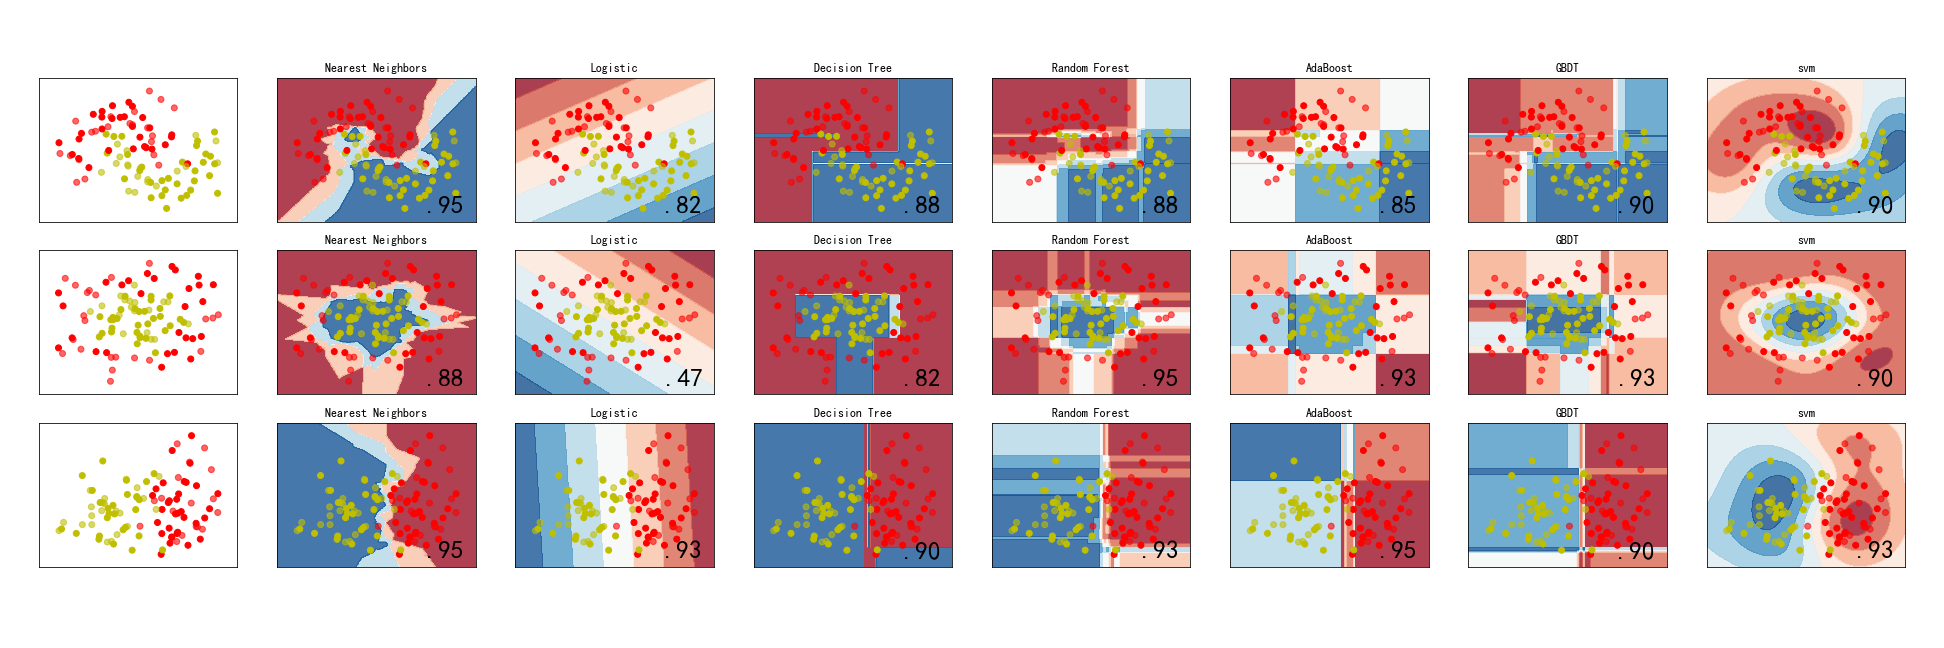 Nearest Neighbors Logistic Decision Tree Random Forest AdaBoost GBDT svm
.95 .82 .88 .88 .85 .90 .90
Nearest Neighbors Logistic Decision Tree Random Forest AdaBoost GBDT svm
.88 .47 .82 .95 .93 .93 .90
Nearest Neighbors Logistic Decision Tree Random Forest AdaBoost GBDT svm
.95 .93 .90 .93 .95 .90 .93